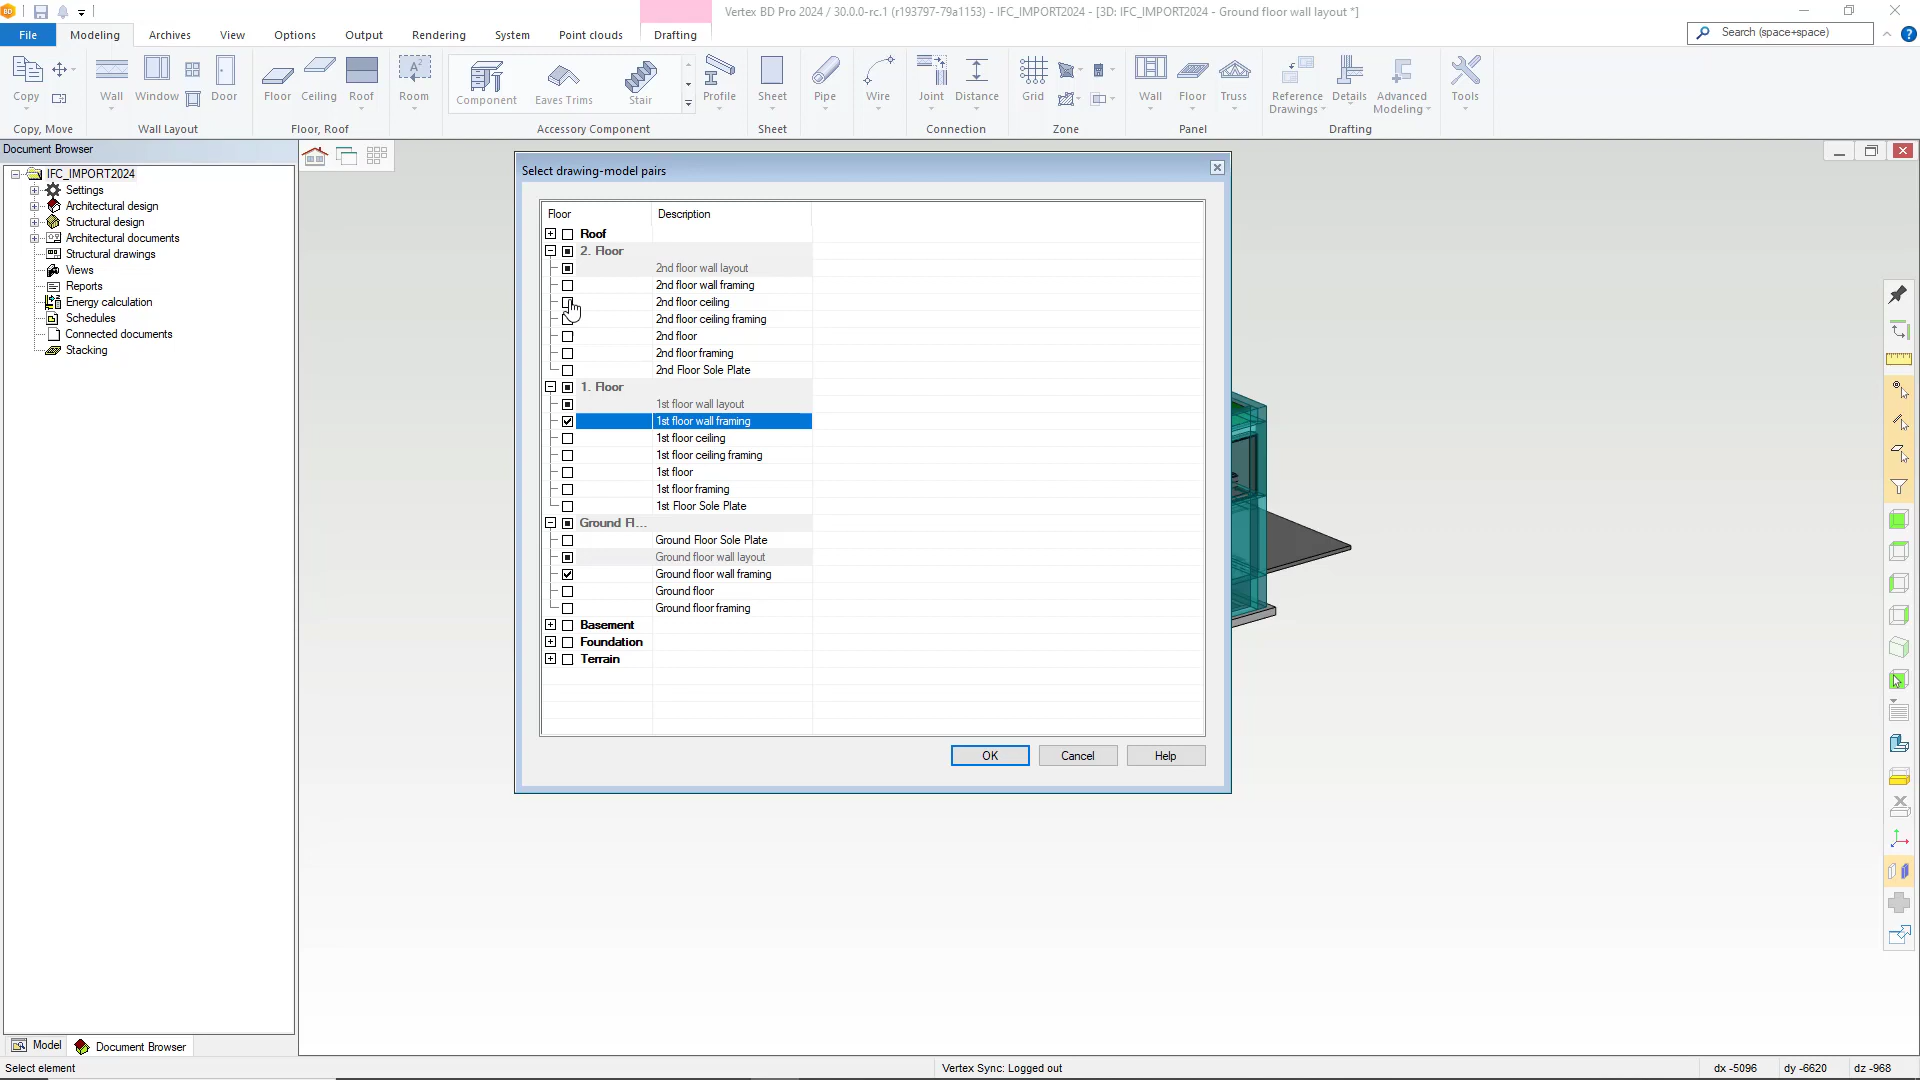 BD
Vertex BD Pro 2024 / 30.0.0-rc.1 (r193797-79a1153) - IFC_IMPORT2024 - [3D: IFC_IMPORT2024 - Ground floor wall layout *]
File Modeling Archives View Options Output Rendering System Point clouds Drafting
Search (space+space)
Copy Wall Window Door Floor Ceiling Roof Room Component Eaves Trims Stair Profile Sheet Pipe Wire Joint Distance Grid Wall Floor Truss Reference Drawings Details Advanced Modeling Tools
Copy, Move Wall Layout Floor, Roof Accessory Component Sheet Connection Zone Panel Drafting
Document Browser
IFC_IMPORT2024
Settings
Architectural design
Structural design
Architectural documents
Structural drawings
Views
Reports
Energy calculation
Schedules
Connected documents
Stacking
Select drawing-model pairs
Floor Description
Roof
2. Floor
2nd floor wall layout
2nd floor wall framing
2nd floor ceiling
2nd floor ceiling framing
2nd floor
2nd floor framing
2nd Floor Sole Plate
1. Floor
1st floor wall layout
1st floor wall framing
1st floor ceiling
1st floor ceiling framing
1st floor
1st floor framing
1st Floor Sole Plate
Ground Fl...
Ground Floor Sole Plate
Ground floor wall layout
Ground floor wall framing
Ground floor
Ground floor framing
Basement
Foundation
Terrain
OK Cancel Help
Model Document Browser
Select element Vertex Sync: Logged out dx -5096 dy -6620 dz -968